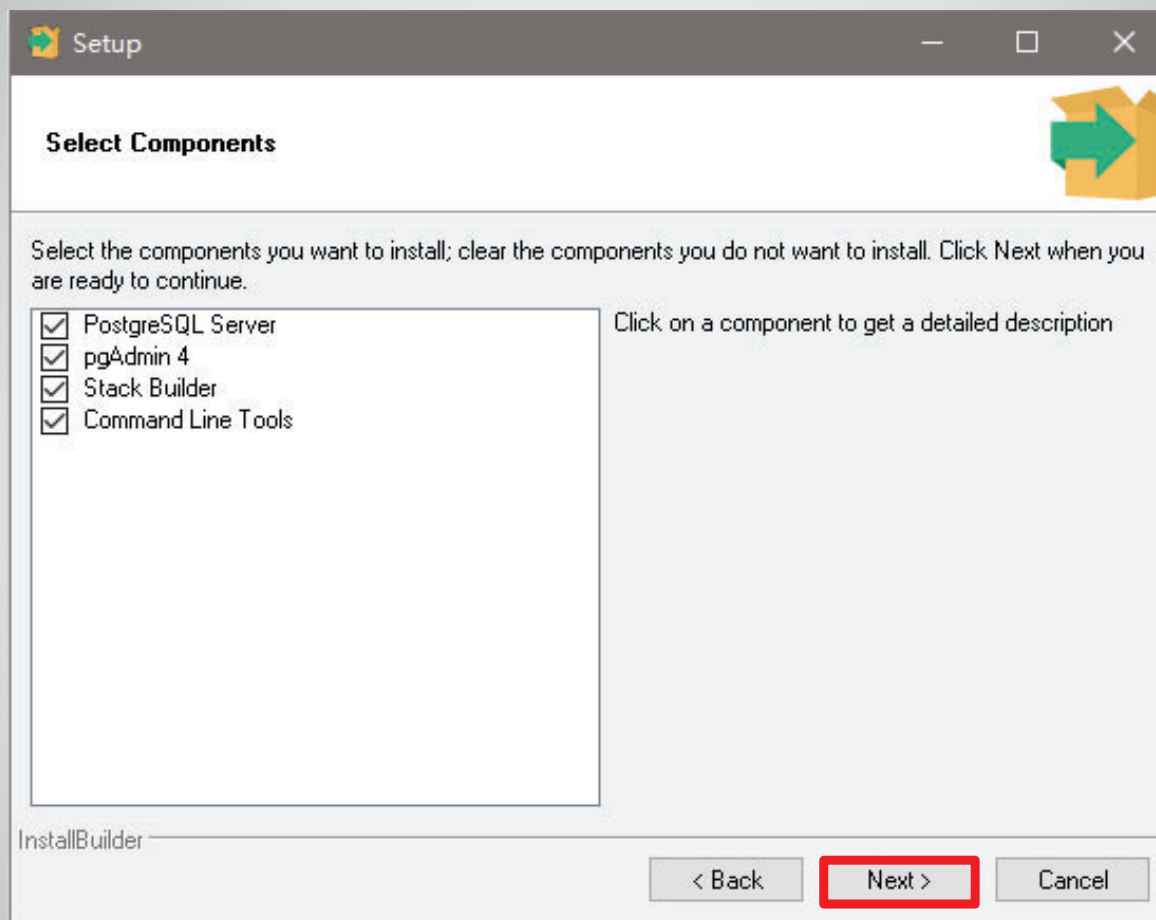 Setup
Select Components
Select the components you want to install; clear the components you do not want to install. Click Next when you
are ready to continue.
PostgreSQL Server
pgAdmin 4
Stack Builder
Command Line Tools
Click on a component to get a detailed description
InstallBuilder
< Back
Next >
Cancel